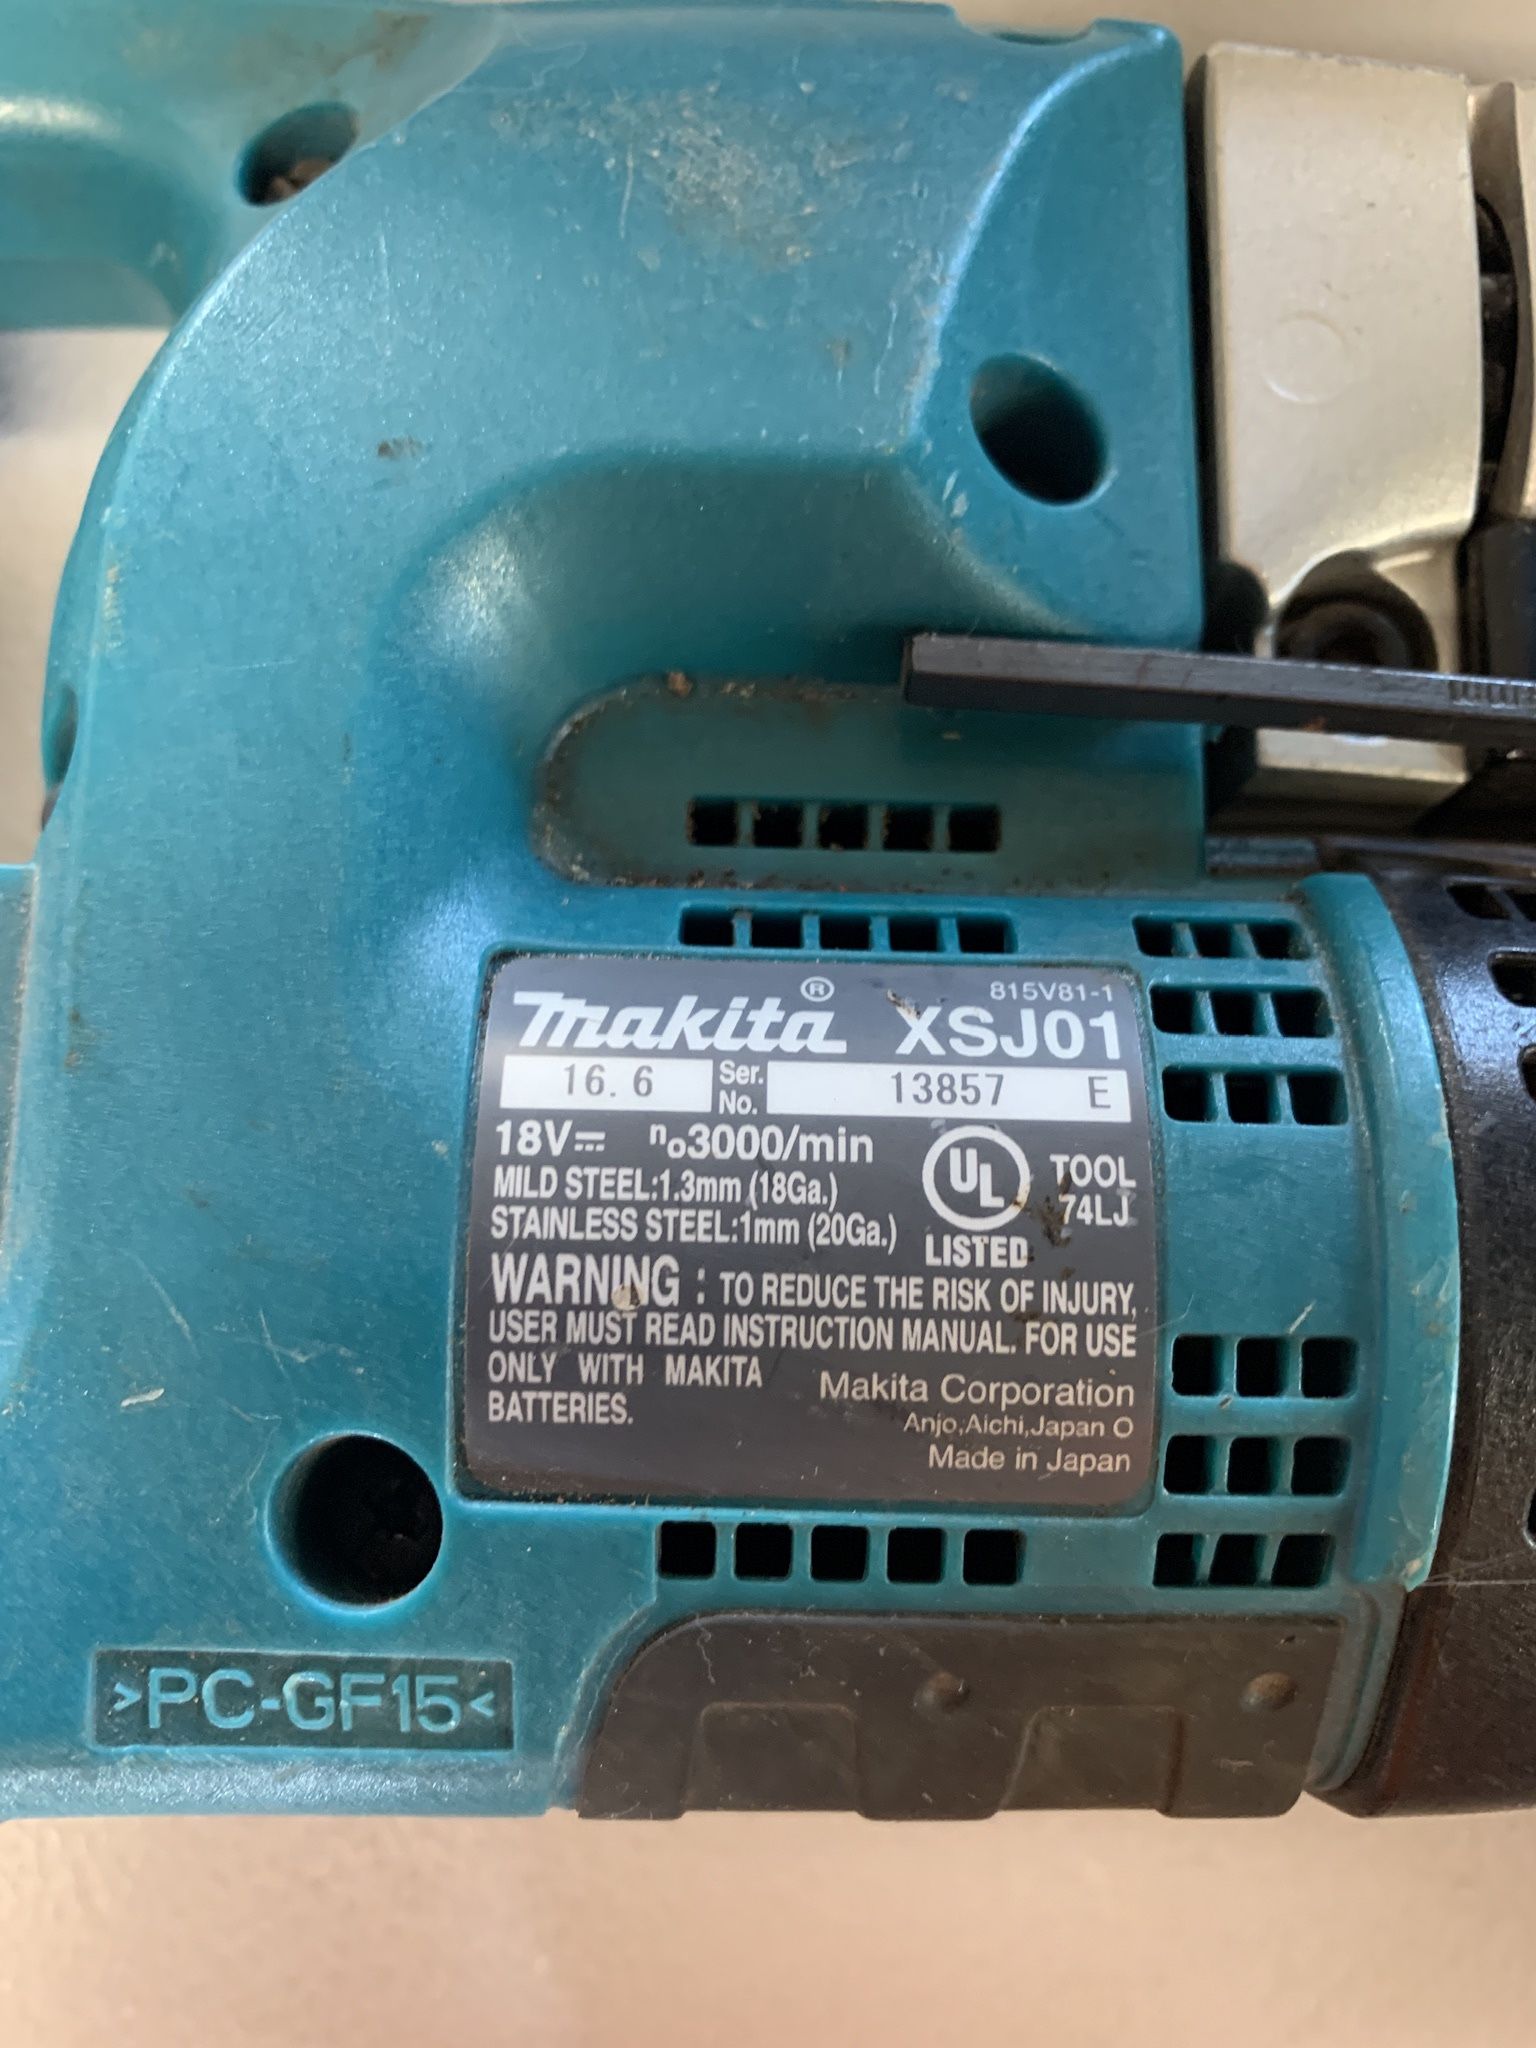 815V81-1
makita® XSJ01
16. 6 Ser. No. 13857 E
18V⎓ no3000/min
MILD STEEL:1.3mm (18Ga.)
STAINLESS STEEL:1mm (20Ga.)
UL LISTED
TOOL
74LJ
WARNING : TO REDUCE THE RISK OF INJURY,
USER MUST READ INSTRUCTION MANUAL. FOR USE
ONLY WITH MAKITA
BATTERIES.
Makita Corporation
Anjo,Aichi,Japan O
Made in Japan
>PC-GF15<